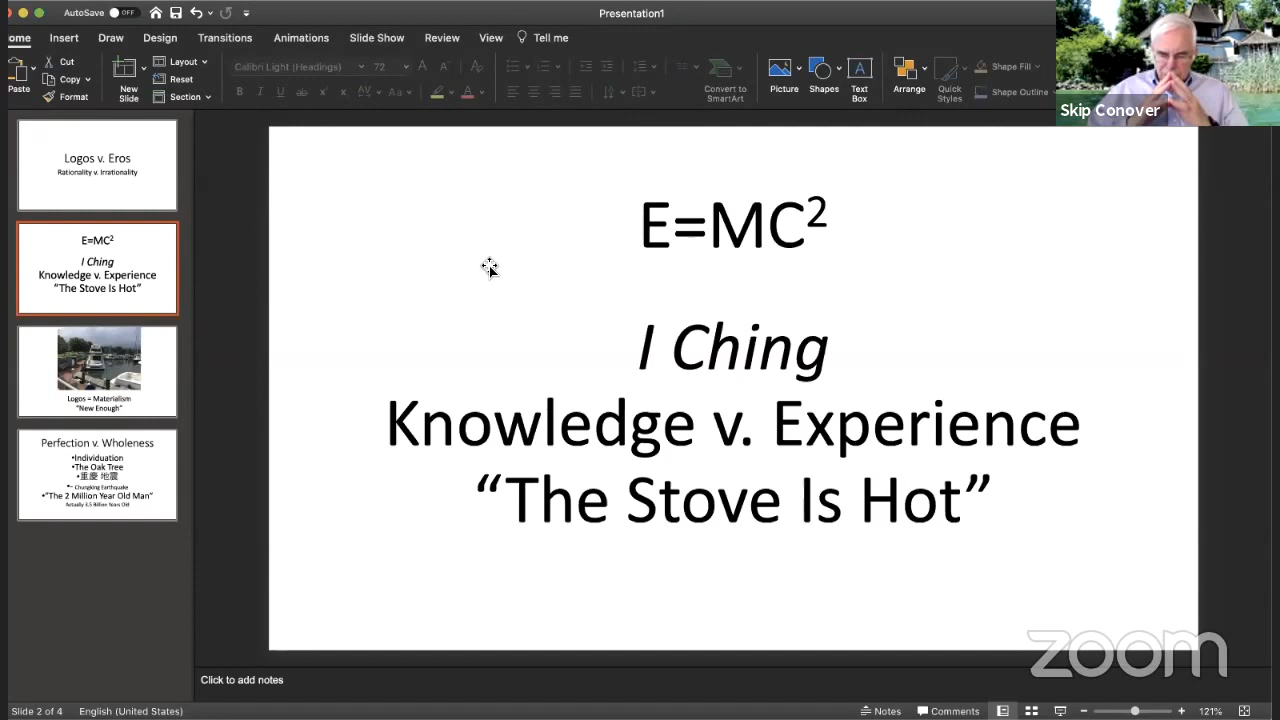 AutoSave OFF
Presentation1
ome Insert Draw Design Transitions Animations Slide Show Review View Tell me
Paste
Cut
Copy
Format
New Slide
Layout
Reset
Section
Calibri Light (Headings) 72
Convert to SmartArt
Picture
Shapes
Text Box
Arrange
Quick Styles
Shape Fill
Shape Outline
Skip Conover
Logos v. Eros
Rationality v. Irrationality
E=MC²
I Ching
Knowledge v. Experience
“The Stove Is Hot”
Logos = Materialism
“New Enough”
Perfection v. Wholeness
•Individuation
•The Oak Tree
•重慶 地震
•– Chungking Earthquake
•“The 2 Million Year Old Man”
Actually 3.5 Billion Years Old
E=MC²
I Ching
Knowledge v. Experience
“The Stove Is Hot”
zoom
Click to add notes
Slide 2 of 4 English (United States) Notes Comments 121%